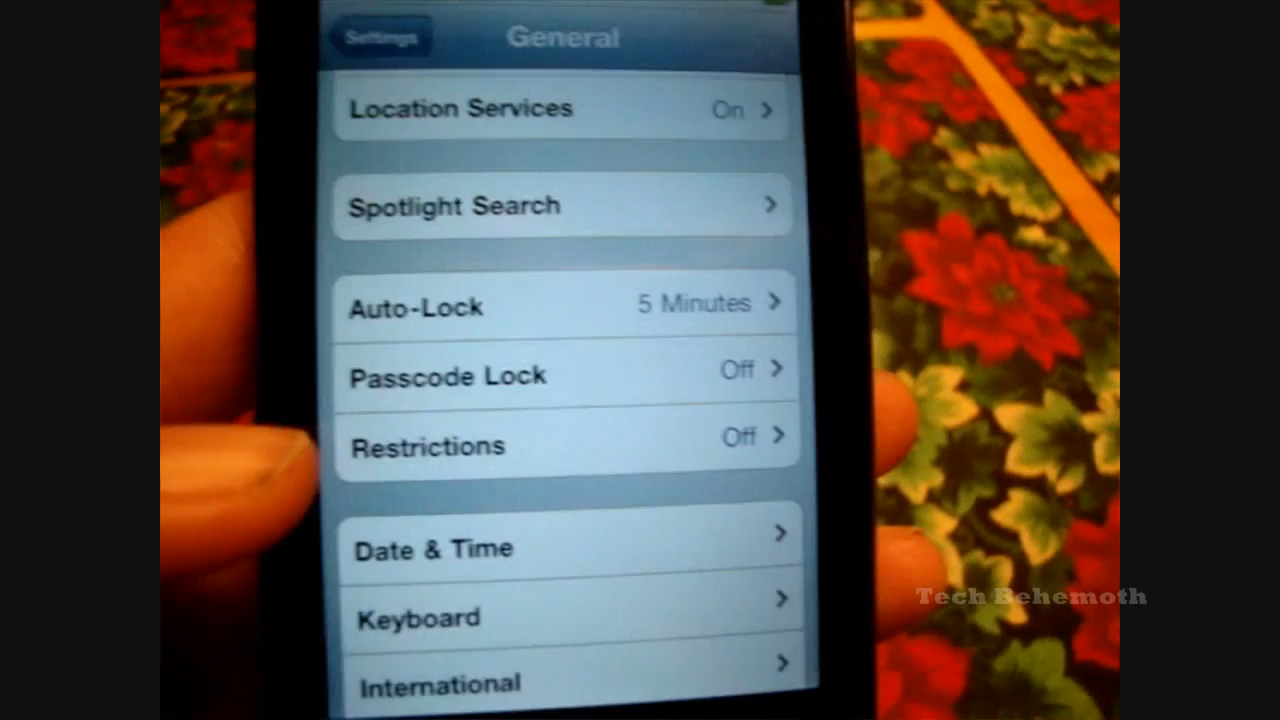 Settings
General
Location Services On
Spotlight Search
Auto-Lock 5 Minutes
Passcode Lock Off
Restrictions Off
Date & Time
Keyboard
International
Tech Behemoth